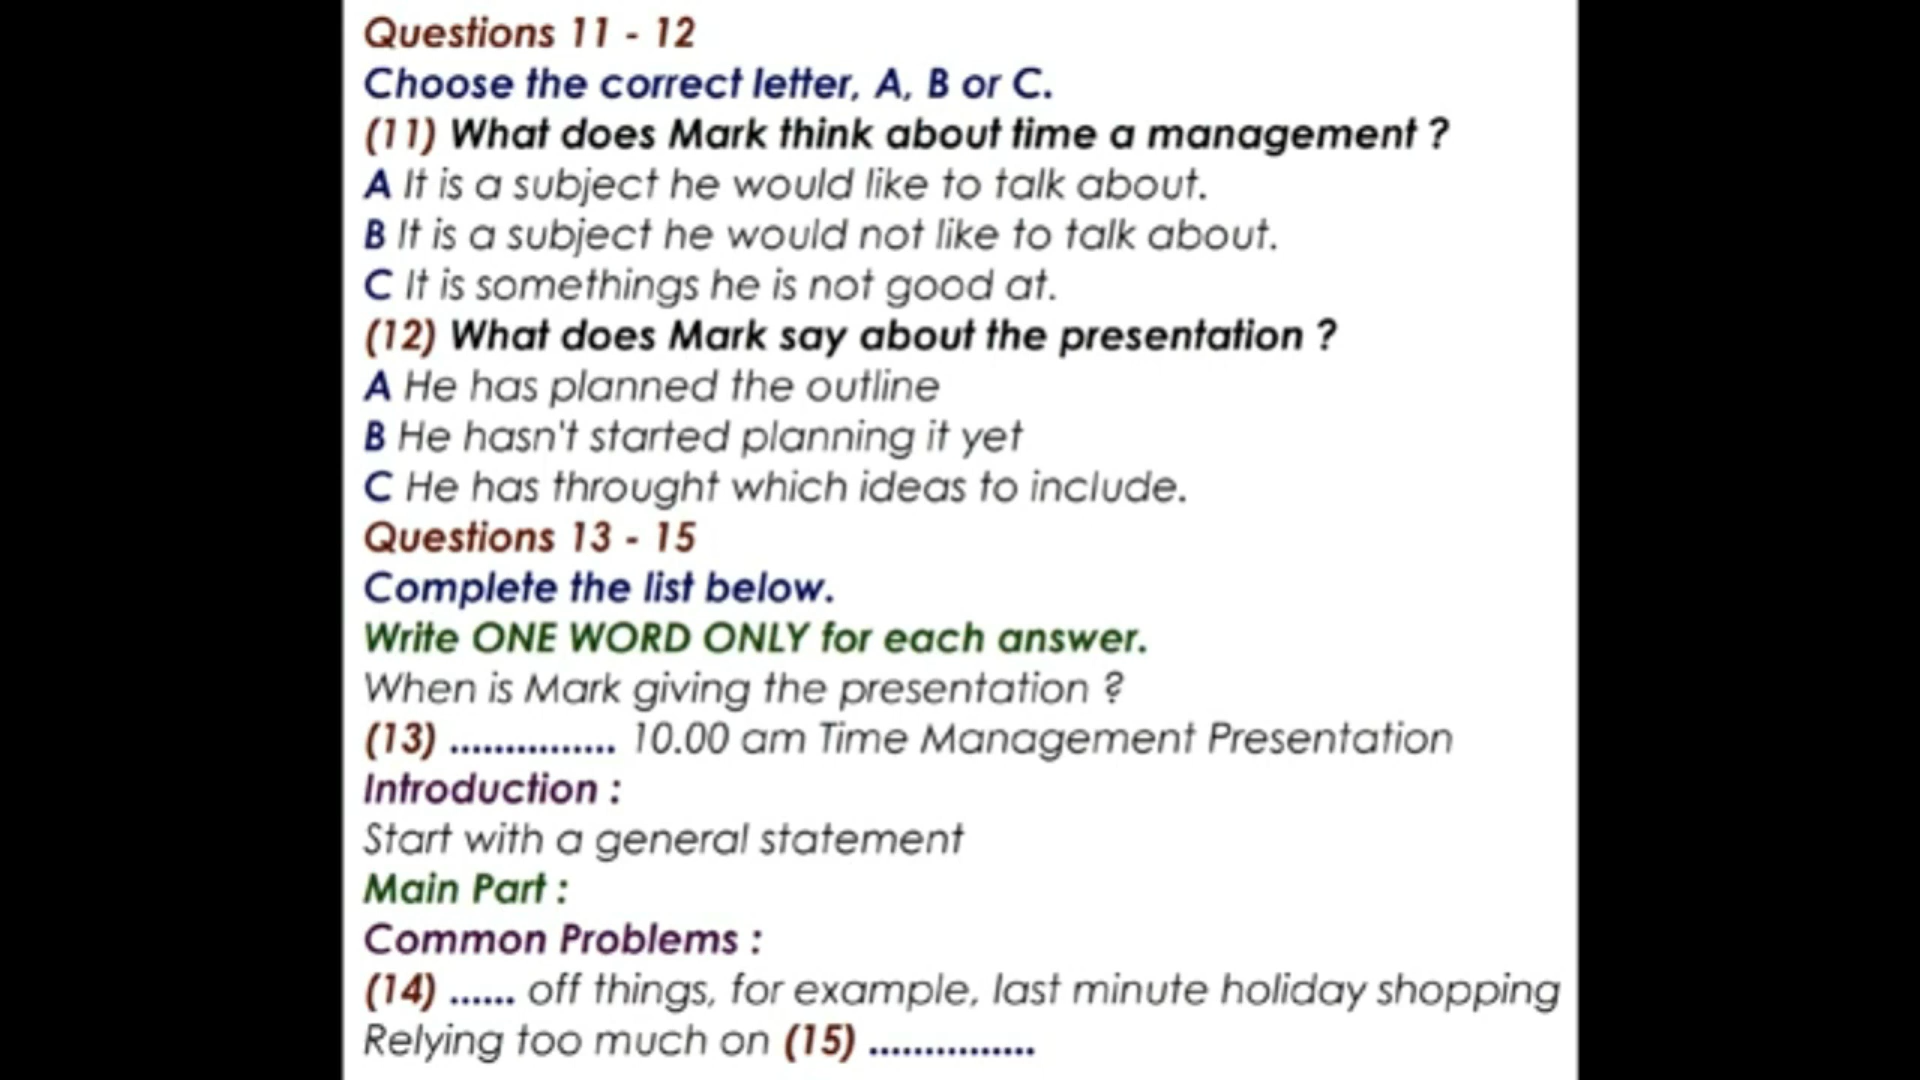 Questions 11 - 12
Choose the correct letter, A, B or C.
(11) What does Mark think about time a management ?
A It is a subject he would like to talk about.
B It is a subject he would not like to talk about.
C It is somethings he is not good at.
(12) What does Mark say about the presentation ?
A He has planned the outline
B He hasn't started planning it yet
C He has throught which ideas to include.
Questions 13 - 15
Complete the list below.
Write ONE WORD ONLY for each answer.
When is Mark giving the presentation ?
(13) ............... 10.00 am Time Management Presentation
Introduction :
Start with a general statement
Main Part :
Common Problems :
(14) ...... off things, for example, last minute holiday shopping
Relying too much on (15) ...............